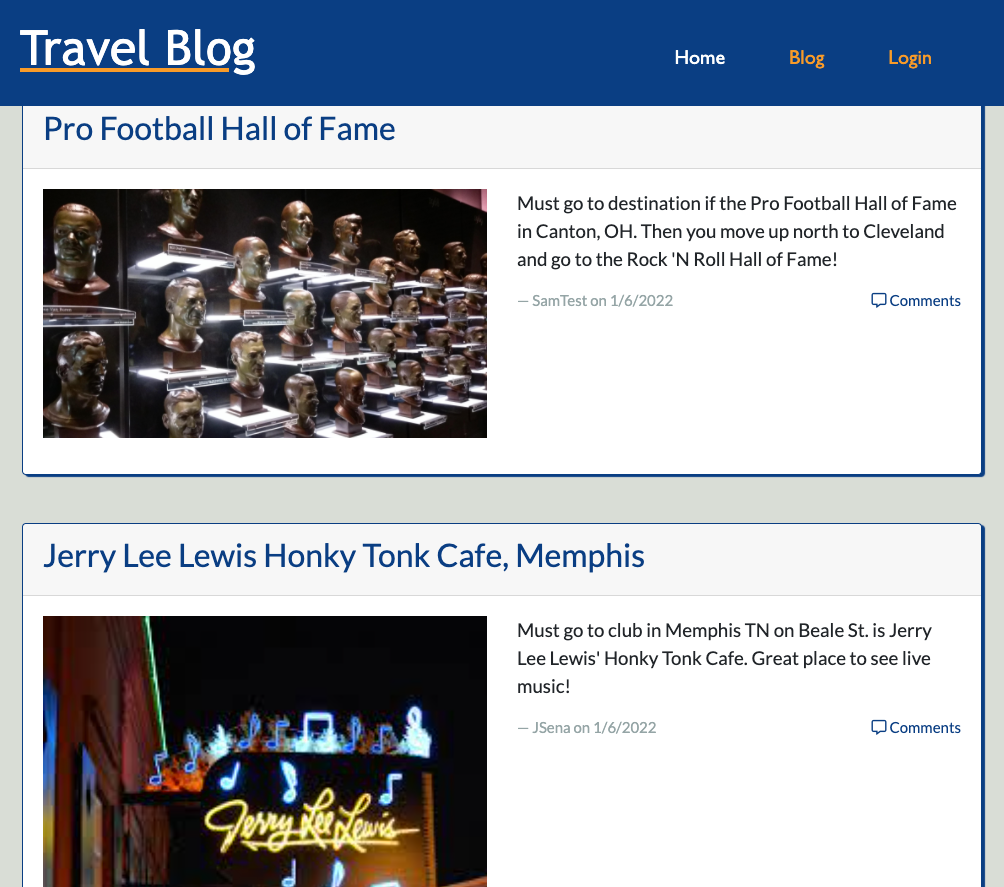 Travel Blog
Home
Blog
Login
Pro Football Hall of Fame
Must go to destination if the Pro Football Hall of Fame
in Canton, OH. Then you move up north to Cleveland
and go to the Rock 'N Roll Hall of Fame!
— SamTest on 1/6/2022
Comments
Jerry Lee Lewis Honky Tonk Cafe, Memphis
Must go to club in Memphis TN on Beale St. is Jerry
Lee Lewis' Honky Tonk Cafe. Great place to see live
music!
— JSena on 1/6/2022
Comments
Jerry Lee Lewis